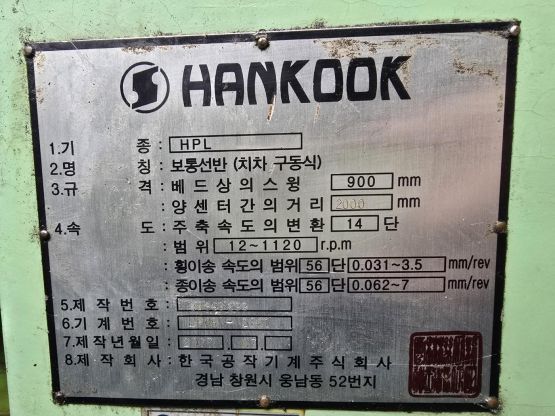 HANKOOK
1.기 종 : HPL
2.명 칭 : 보통선반 (치차 구동식)
3.규 격 : 베드상의스윙 900 mm
양센터간의거리 2000 mm
4.속 도 : 주축속도의변환 14 단
범위 12~1120 r.p.m
:횡이송 속도의 범위 56 단 0.031~3.5 mm/rev
:종이송 속도의 범위 56 단 0.062~7 mm/rev
5.제작번호 :
6.기계번호 :
7.제작년월일 :
8.제작회사 : 한국공작기계주식회사
경남 창원시 웅남동 52번지